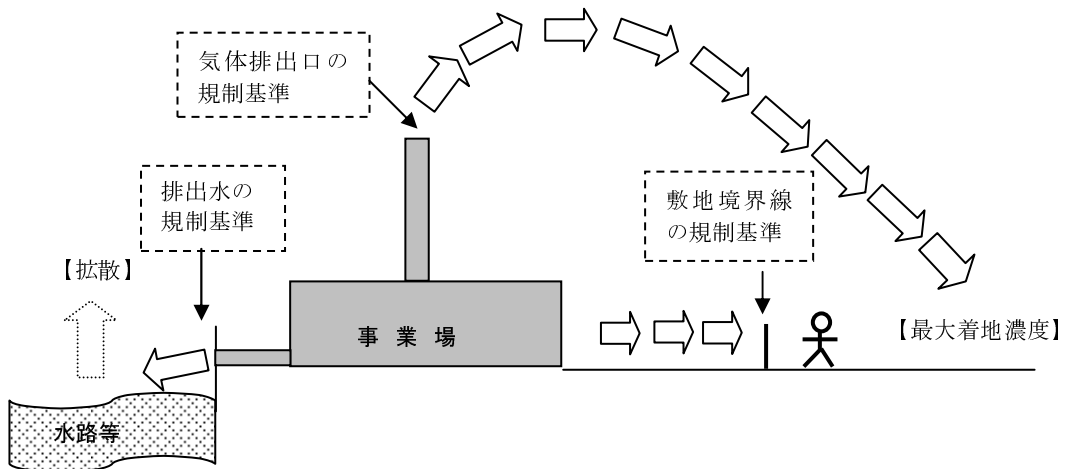 気体排出口の
規制基準
排出水の
規制基準
敷地境界線
の規制基準
【拡散】
事業場
【最大着地濃度】
水路等